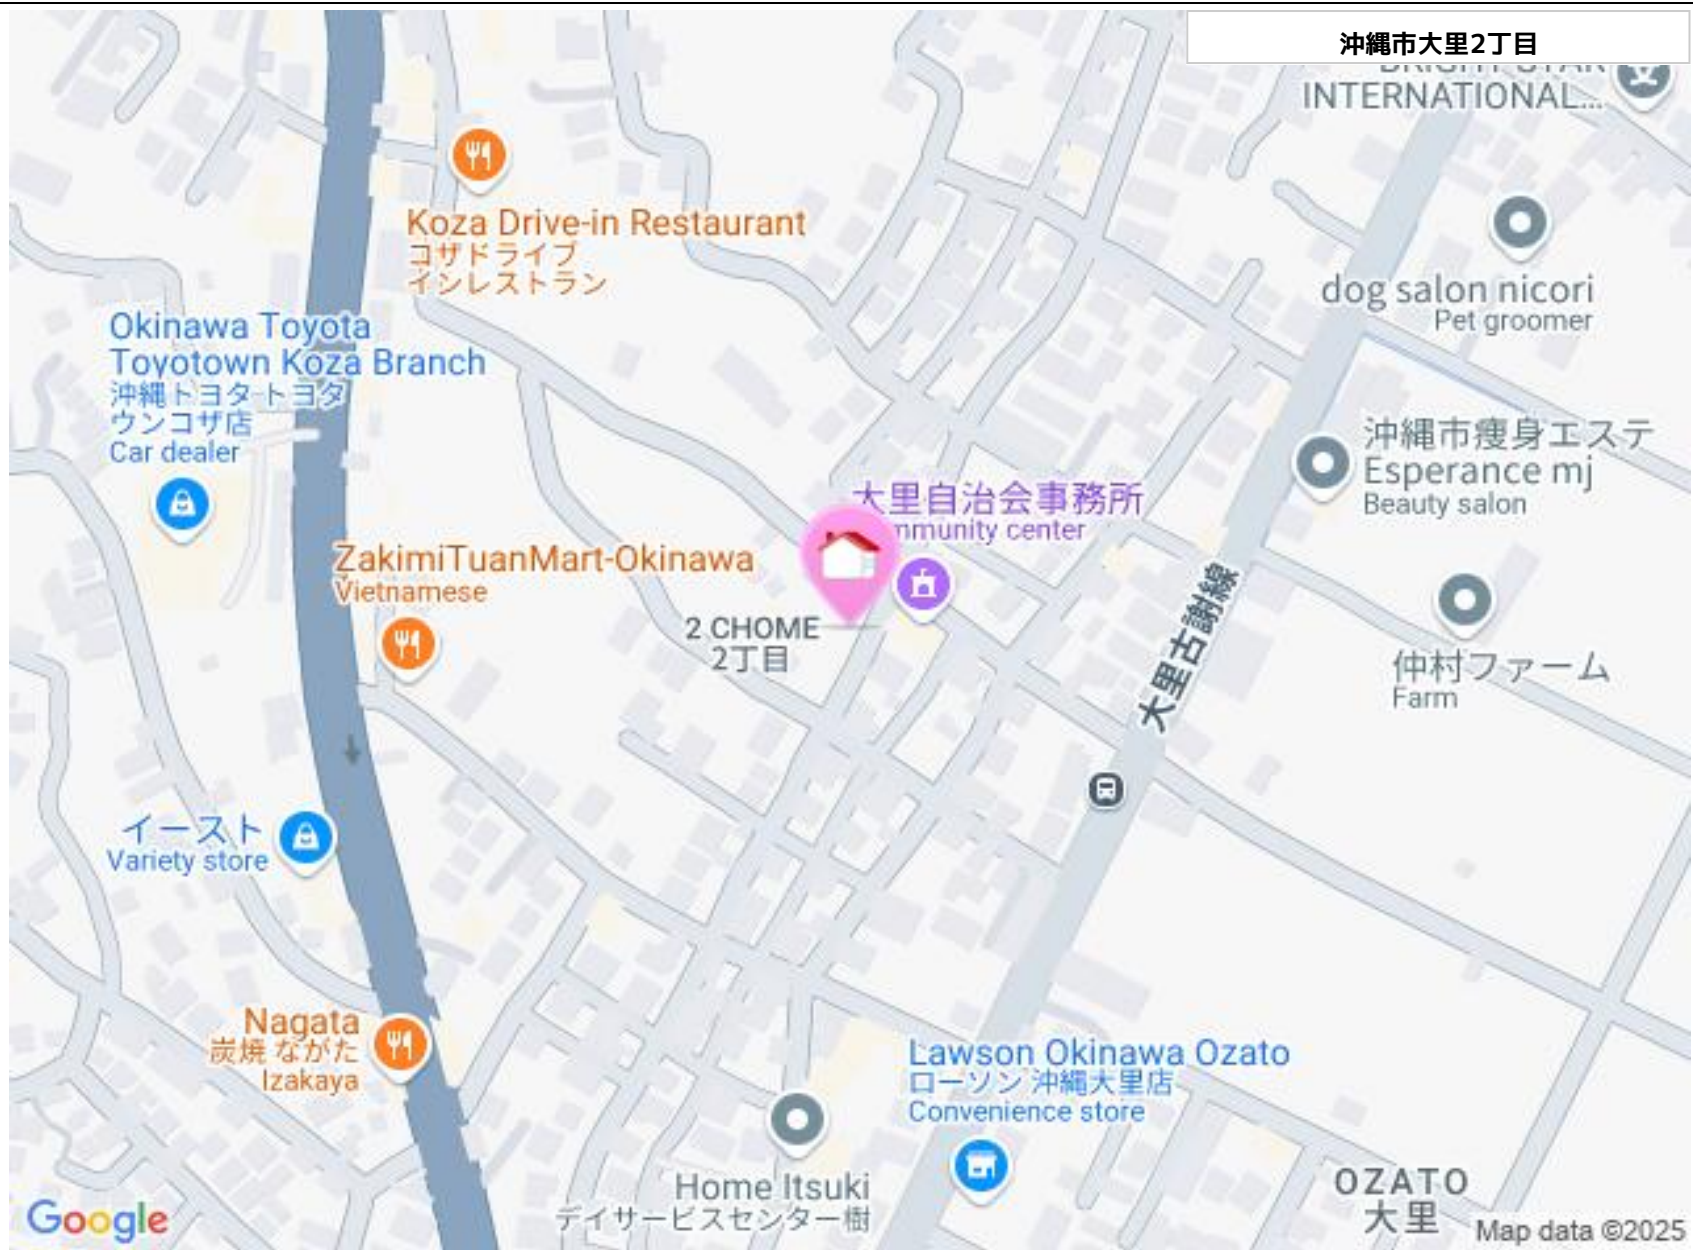 沖縄市大里2丁目
INTERNATIONAL...
Koza Drive-in Restaurant
コザドライブ
インレストラン
dog salon nicori
Pet groomer
Okinawa Toyota
Toyotown Koza Branch
沖縄トヨタトヨタ
ウンコザ店
Car dealer
沖縄市痩身エステ
Esperance mj
Beauty salon
大里自治会事務所
center
ZakimiTuanMart-Okinawa
Vietnamese
2 CHOME
2丁目
大里古謝線
仲村ファーム
Farm
イースト
Variety store
Nagata
炭焼 ながた
Izakaya
Lawson Okinawa Ozato
ローソン 沖縄大里店
Convenience store
Home Itsuki
デイサービスセンター樹
OZATO
大里
Google
Map data ©2025